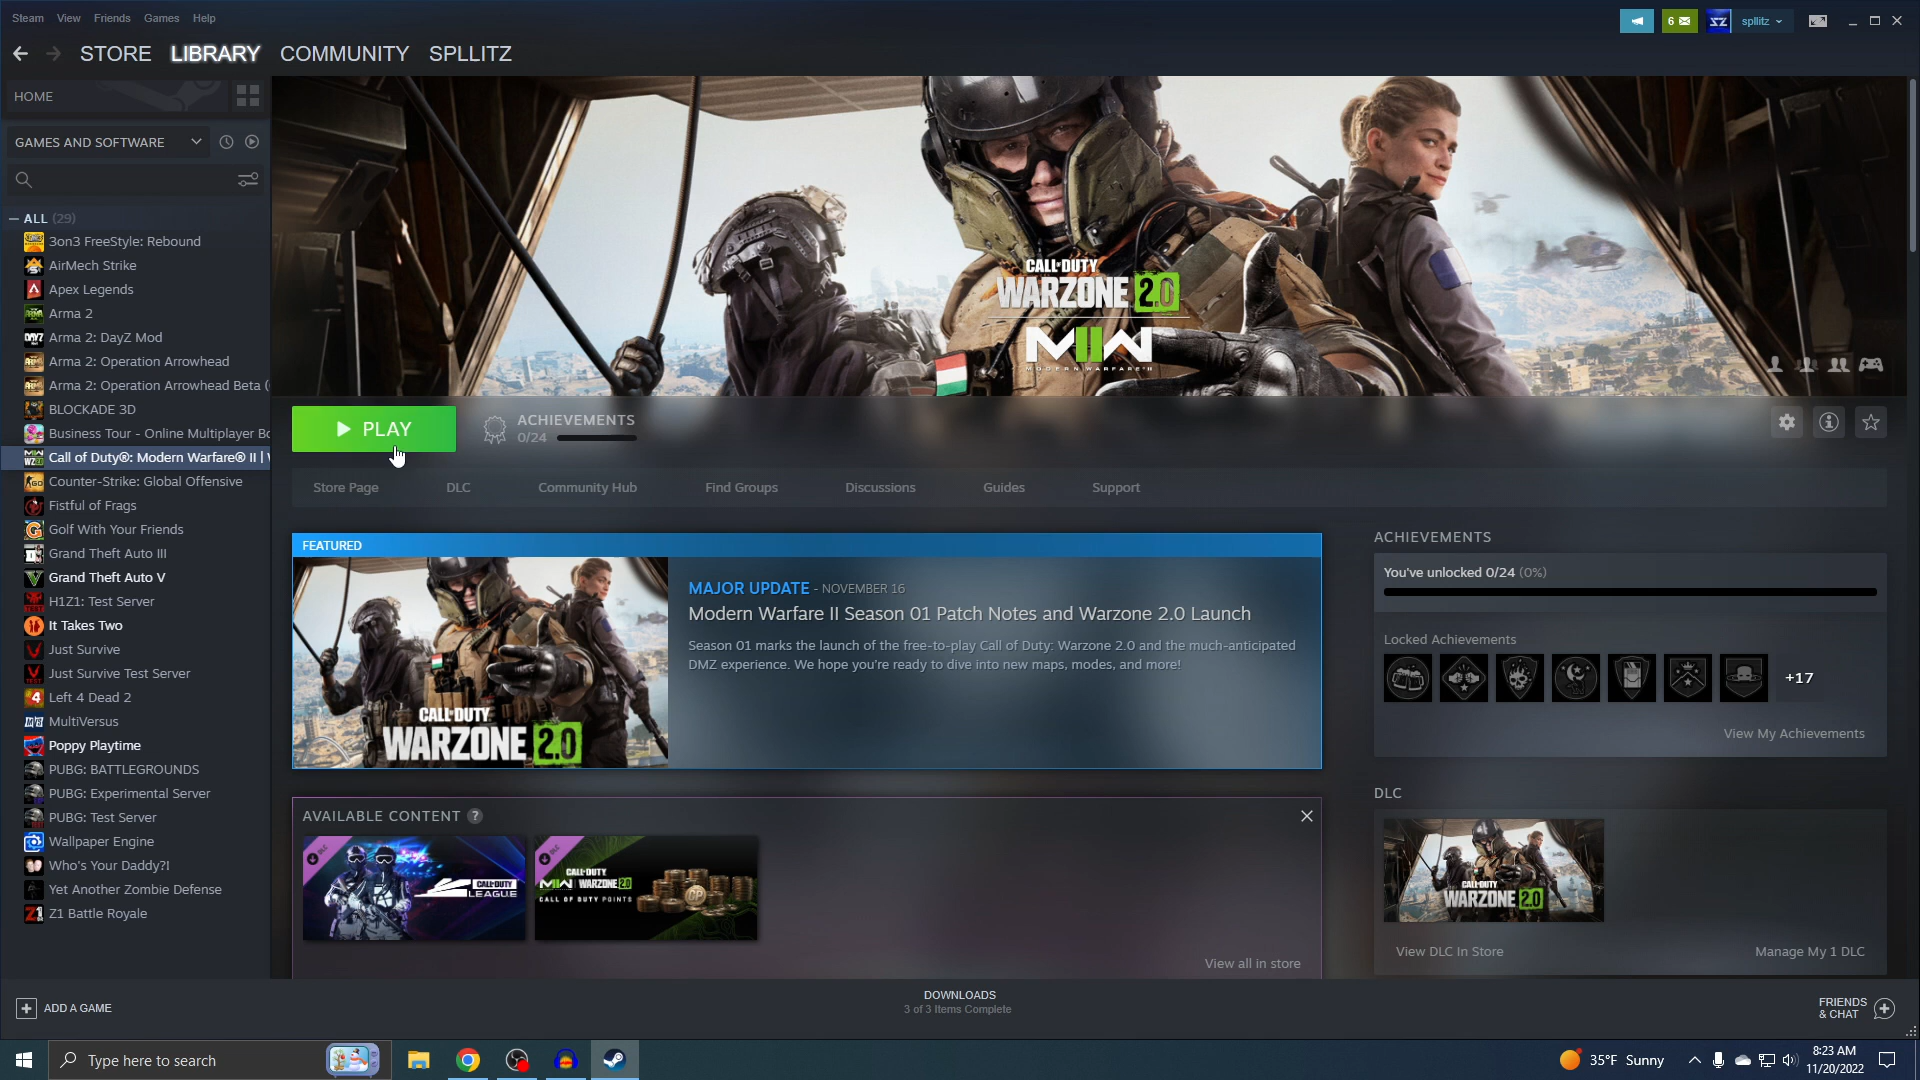 Steam View Friends Games Help
6
spllitz
STORE LIBRARY COMMUNITY SPLLITZ
HOME
GAMES AND SOFTWARE
ALL (29)
3on3 FreeStyle: Rebound
AirMech Strike
Apex Legends
Arma 2
Arma 2: DayZ Mod
Arma 2: Operation Arrowhead
Arma 2: Operation Arrowhead Beta (
BLOCKADE 3D
Business Tour - Online Multiplayer Bo
Call of Duty®: Modern Warfare® II |
Counter-Strike: Global Offensive
Fistful of Frags
Golf With Your Friends
Grand Theft Auto III
Grand Theft Auto V
H1Z1: Test Server
It Takes Two
Just Survive
Just Survive Test Server
Left 4 Dead 2
MultiVersus
Poppy Playtime
PUBG: BATTLEGROUNDS
PUBG: Experimental Server
PUBG: Test Server
Wallpaper Engine
Who's Your Daddy?!
Yet Another Zombie Defense
Z1 Battle Royale
CALL OF DUTY
WARZONE 2.0
MWII
MODERN WARFARE II
PLAY
ACHIEVEMENTS
0/24
Store Page DLC Community Hub Find Groups Discussions Guides Support
FEATURED
CALL OF DUTY
WARZONE 2.0
MAJOR UPDATE - NOVEMBER 16
Modern Warfare II Season 01 Patch Notes and Warzone 2.0 Launch
Season 01 marks the launch of the free-to-play Call of Duty: Warzone 2.0 and the much-anticipated
DMZ experience. We hope you're ready to dive into new maps, modes, and more!
AVAILABLE CONTENT ?
DLC
CALL OF DUTY
LEAGUE
DLC
CALL OF DUTY
MWII WARZONE 2.0
CALL OF DUTY POINTS
CP
View all in store
ACHIEVEMENTS
You've unlocked 0/24 (0%)
Locked Achievements
+17
View My Achievements
DLC
CALL OF DUTY
WARZONE 2.0
View DLC In Store Manage My 1 DLC
ADD A GAME
DOWNLOADS
3 of 3 Items Complete
FRIENDS
& CHAT
Type here to search
35°F Sunny
8:23 AM
11/20/2022